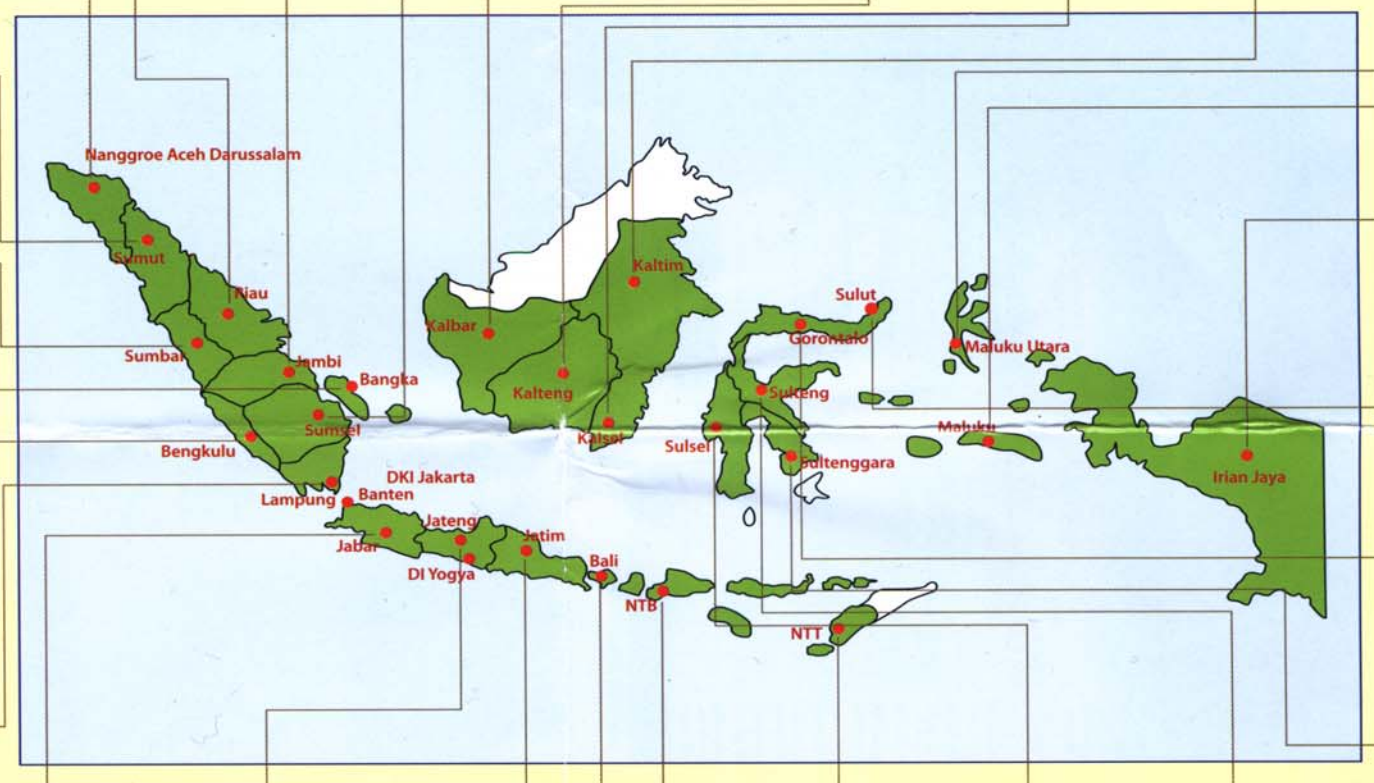 Nanggroe Aceh Darussalam
Sumut
Riau
Kaltim
Sulut
Kalbar
Gorontalo
Maluku Utara
Sumbar
Jambi
Bangka
Kalteng
Sulteng
Sumsel
Kalsel
Sulsel
Maluku
Bengkulu
Sultenggara
Irian Jaya
DKI Jakarta
Lampung
Banten
Jateng
Jabar
Jatim
DI Yogya
Bali
NTB
NTT